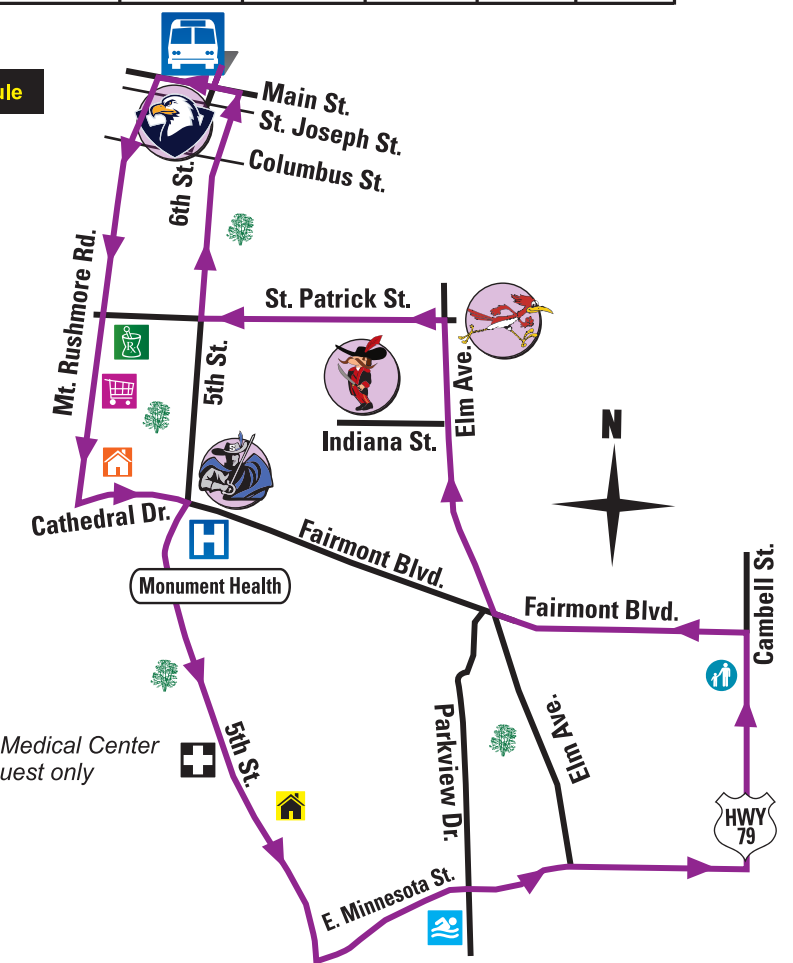 ule
Main St.
St. Joseph St.
Columbus St.
6th St.
Mt. Rushmore Rd.
St. Patrick St.
R
5th St.
Elm Ave.
Indiana St.
N
Cathedral Dr.
H
Fairmont Blvd.
Monument Health
Fairmont Blvd.
Cambell St.
Medical Center
uest only
5th St.
Parkview Dr.
Elm Ave.
HWY
79
E. Minnesota St.